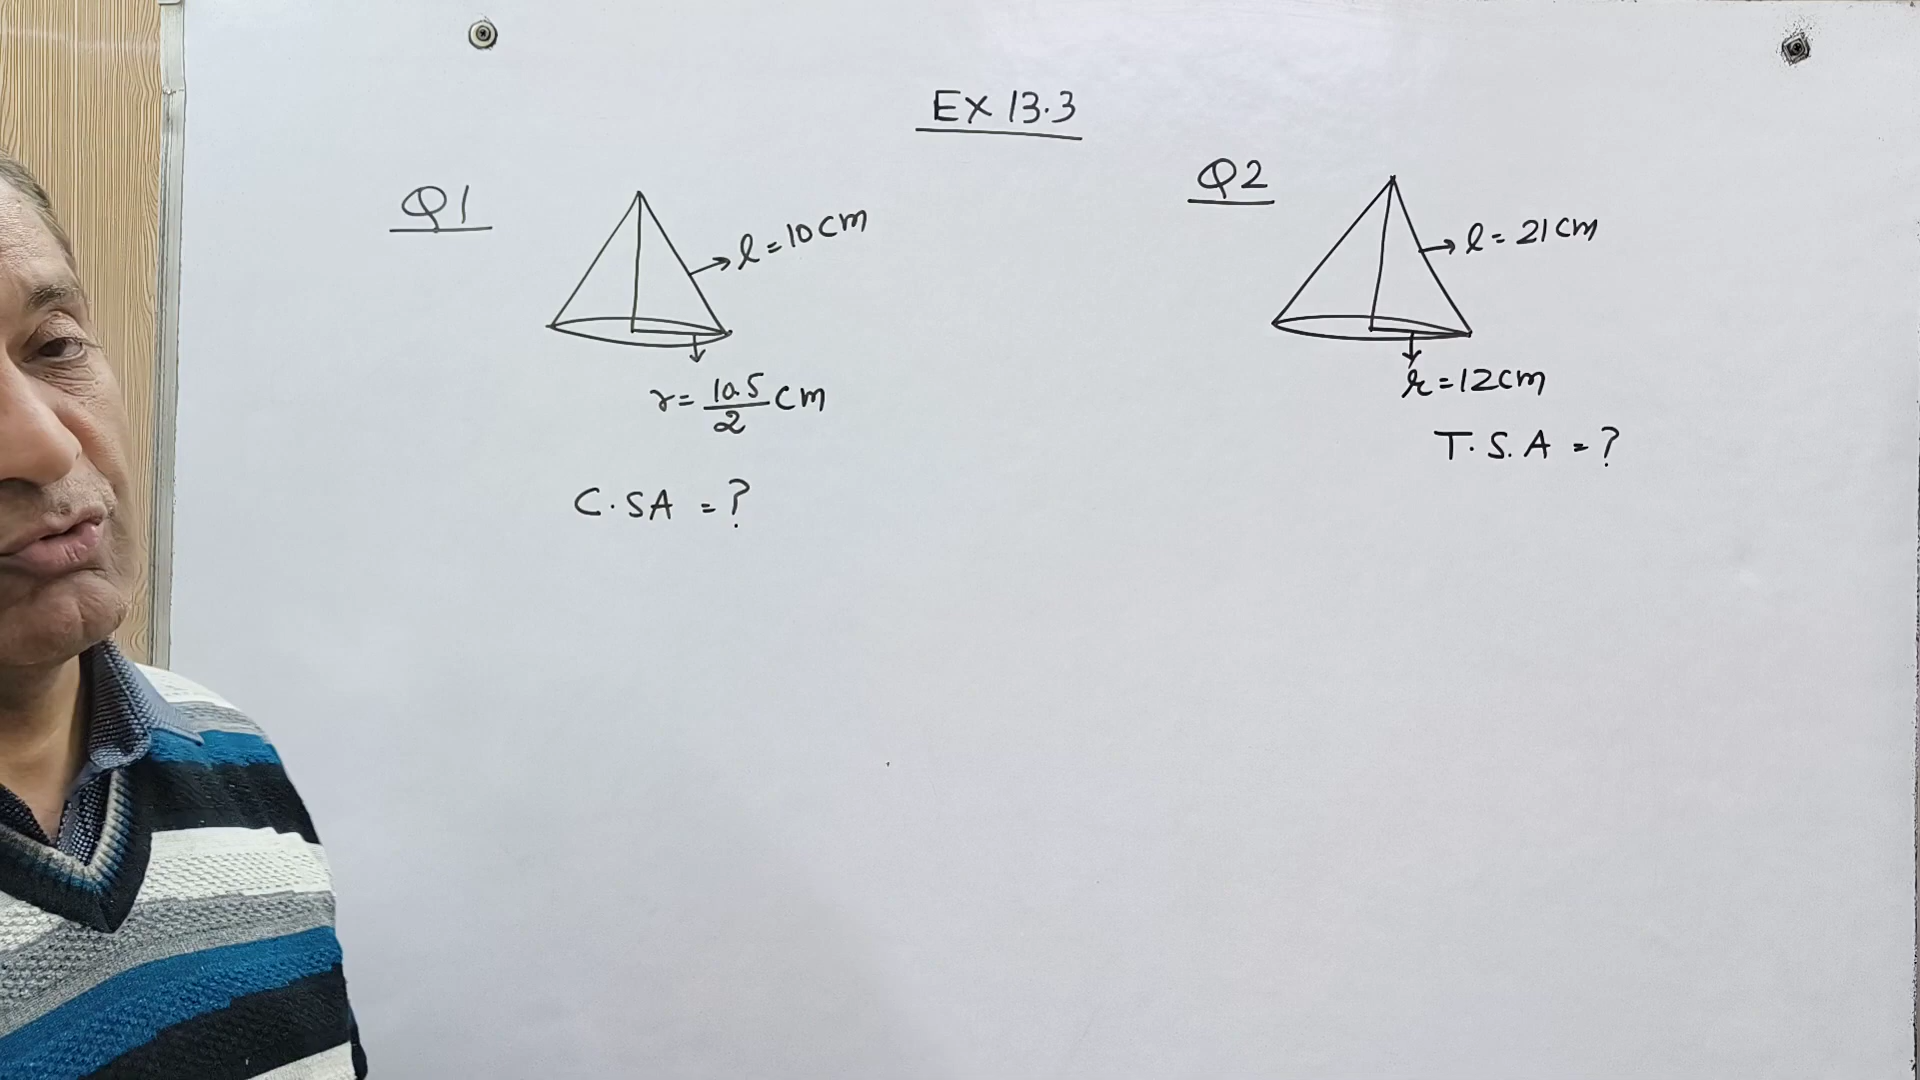 Ex 13.3
Q1
l = 10 cm
r = 10.5/2 cm
C.SA = ?
Q2
l = 21 cm
r = 12 cm
T.S.A = ?